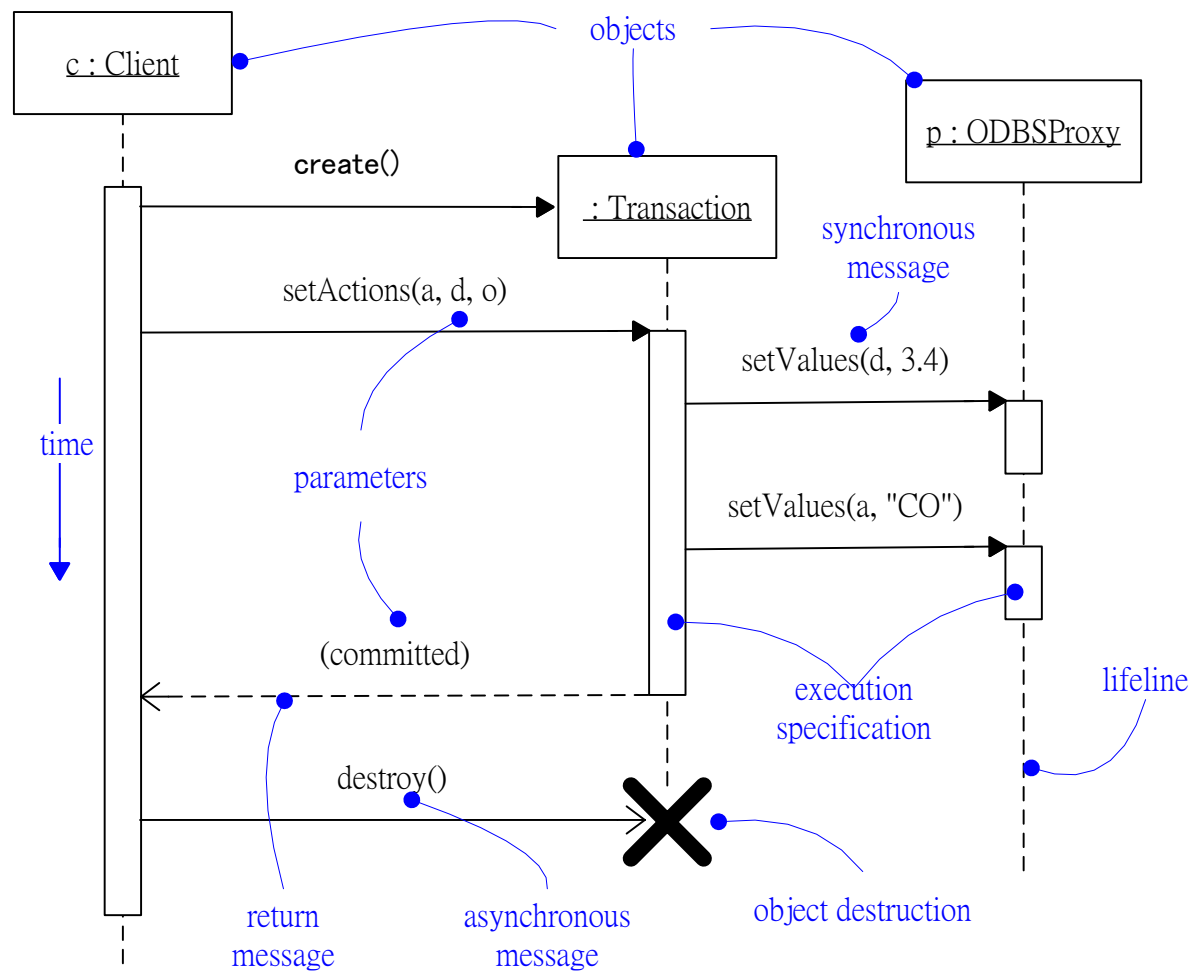 objects
c : Client
p : ODBSProxy
create()
: Transaction
synchronous
message
setActions(a, d, o)
setValues(d, 3.4)
time
parameters
setValues(a, "CO")
(committed)
execution
specification
lifeline
destroy()
return
message
asynchronous
message
object destruction